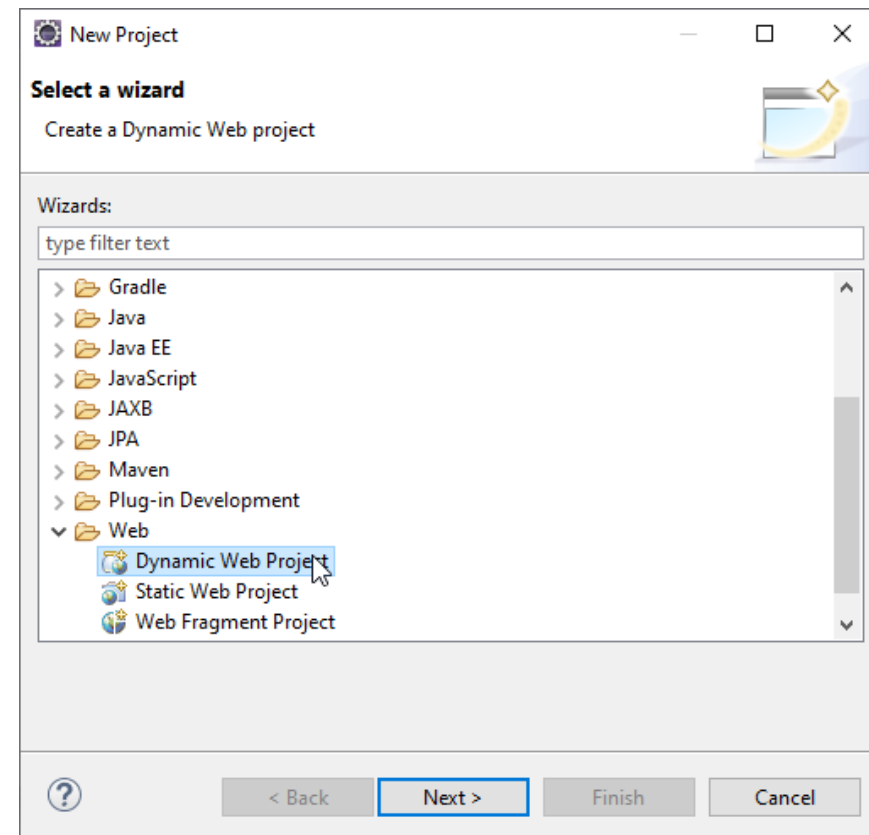 New Project
Select a wizard
Create a Dynamic Web project
Wizards:
type filter text
Gradle
Java
Java EE
JavaScript
JAXB
JPA
Maven
Plug-in Development
Web
Dynamic Web Project
Static Web Project
Web Fragment Project
? < Back Next > Finish Cancel